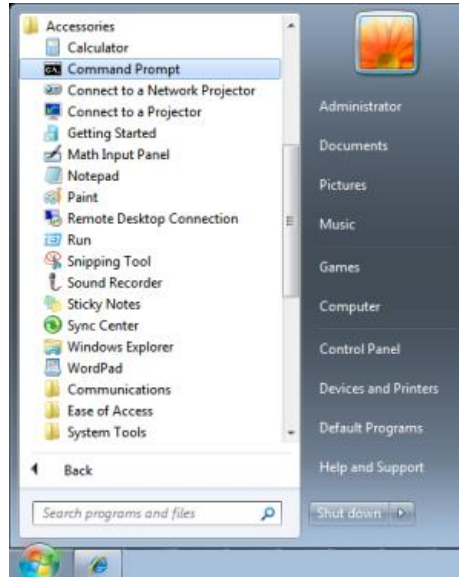 Accessories
Calculator
Command Prompt
Connect to a Network Projector
Connect to a Projector
Getting Started
Math Input Panel
Notepad
Paint
Remote Desktop Connection
Run
Snipping Tool
Sound Recorder
Sticky Notes
Sync Center
Windows Explorer
WordPad
Communications
Ease of Access
System Tools
Back
Search programs and files
Administrator
Documents
Pictures
Music
Games
Computer
Control Panel
Devices and Printers
Default Programs
Help and Support
Shut down